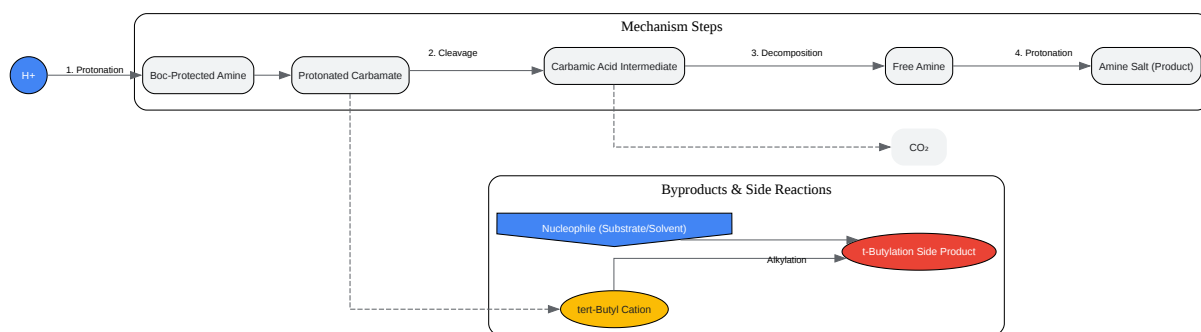 Mechanism Steps
H+
1. Protonation
Boc-Protected Amine
Protonated Carbamate
2. Cleavage
Carbamic Acid Intermediate
3. Decomposition
Free Amine
4. Protonation
Amine Salt (Product)
CO₂
Byproducts & Side Reactions
Nucleophile (Substrate/Solvent)
t-Butylation Side Product
Alkylation
tert-Butyl Cation